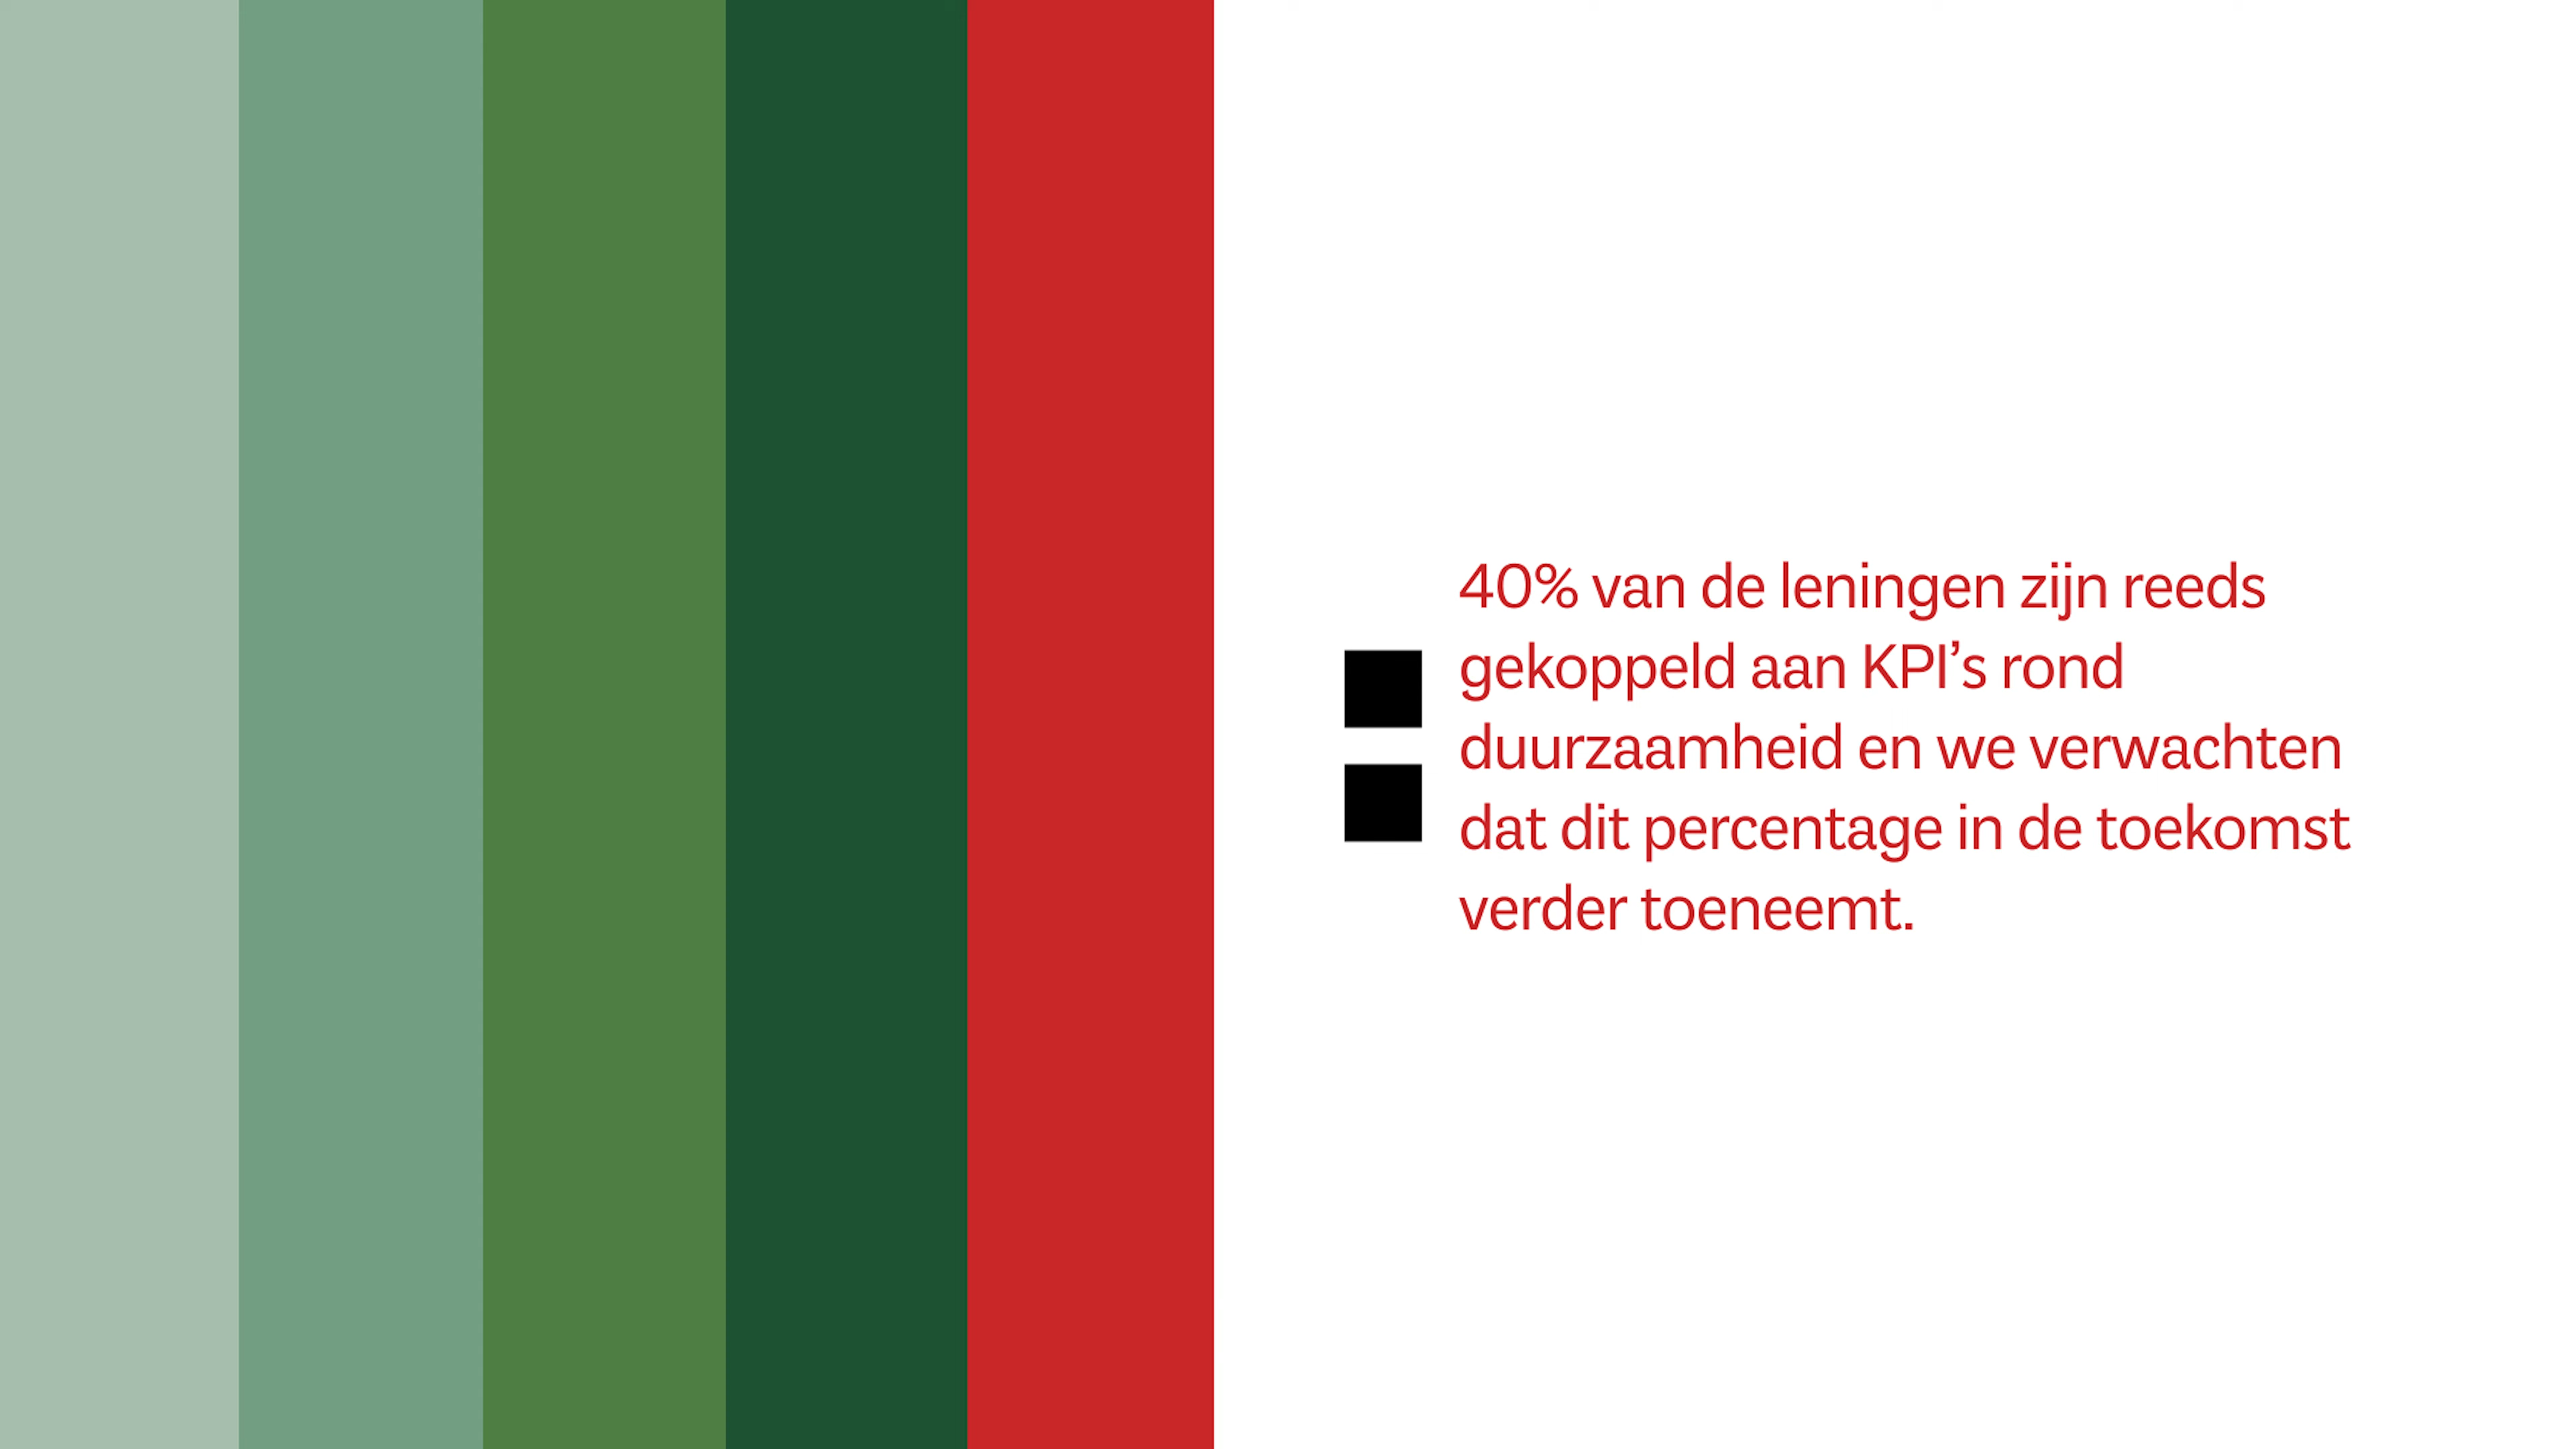 40% van de leningen zijn reeds
gekoppeld aan KPI’s rond
duurzaamheid en we verwachten
dat dit percentage in de toekomst
verder toeneemt.